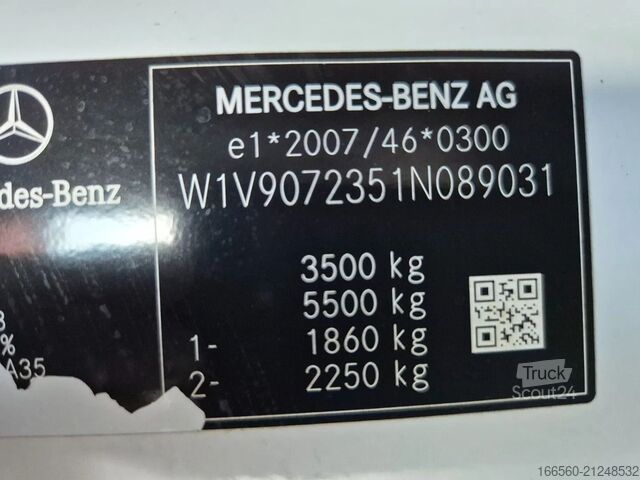 MERCEDES-BENZ AG
e1*2007/46*0300
W1V9072351N089031
3500 kg
5500 kg
1- 1860 kg
2- 2250 kg
des-Benz
%
A35
Truck
Scout24
166560-21248532